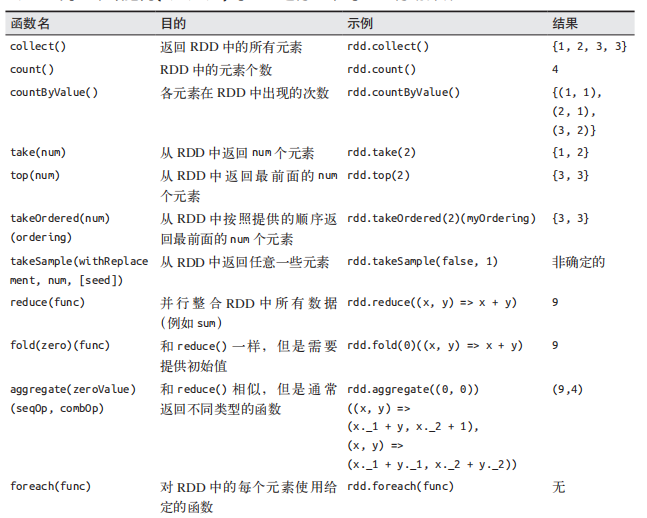 函数名 目的 示例 结果
collect() 返回 RDD 中的所有元素 rdd.collect() {1, 2, 3, 3}
count() RDD 中的元素个数 rdd.count() 4
countByValue() 各元素在 RDD 中出现的次数 rdd.countByValue() {(1, 1),
(2, 1),
(3, 2)}
take(num) 从 RDD 中返回 num 个元素 rdd.take(2) {1, 2}
top(num) 从 RDD 中返回最前面的 num rdd.top(2) {3, 3}
个元素
takeOrdered(num) 从 RDD 中按照提供的顺序返 rdd.takeOrdered(2)(myOrdering) {3, 3}
(ordering) 回最前面的 num 个元素
takeSample(withReplace 从 RDD 中返回任意一些元素 rdd.takeSample(false, 1) 非确定的
ment, num, [seed])
reduce(func) 并行整合 RDD 中所有数据 rdd.reduce((x, y) => x + y) 9
(例如 sum)
fold(zero)(func) 和 reduce() 一样，但是需要 rdd.fold(0)((x, y) => x + y) 9
提供初始值
aggregate(zeroValue) 和 reduce() 相似，但是通常 rdd.aggregate((0, 0)) (9,4)
(seqOp, combOp) 返回不同类型的函数 ((x, y) =>
(x._1 + y, x._2 + 1),
(x, y) =>
(x._1 + y._1, x._2 + y._2))
foreach(func) 对 RDD 中的每个元素使用给 rdd.foreach(func) 无
定的函数